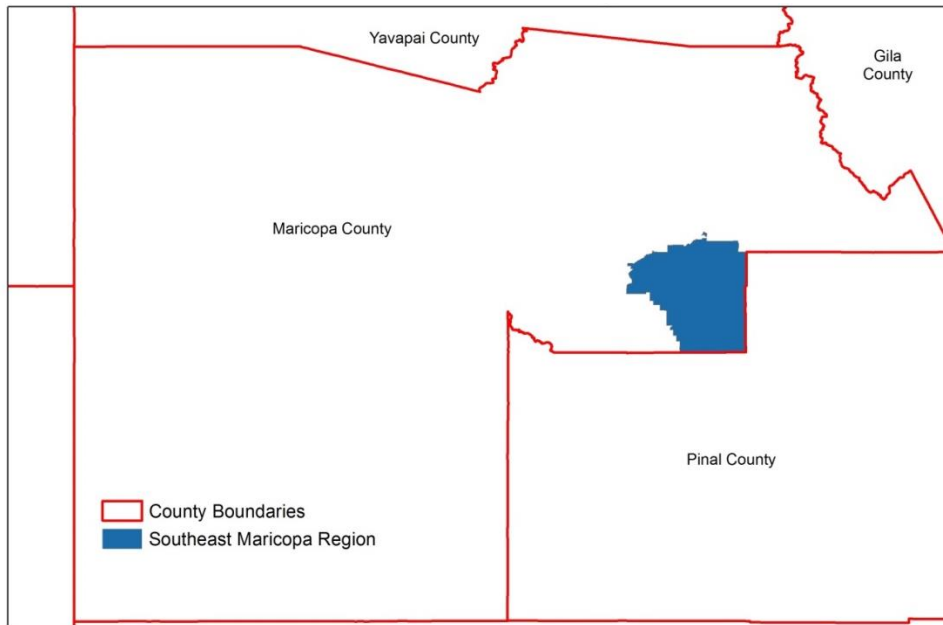 Yavapai County
Gila
County
Maricopa County
Pinal County
County Boundaries
Southeast Maricopa Region